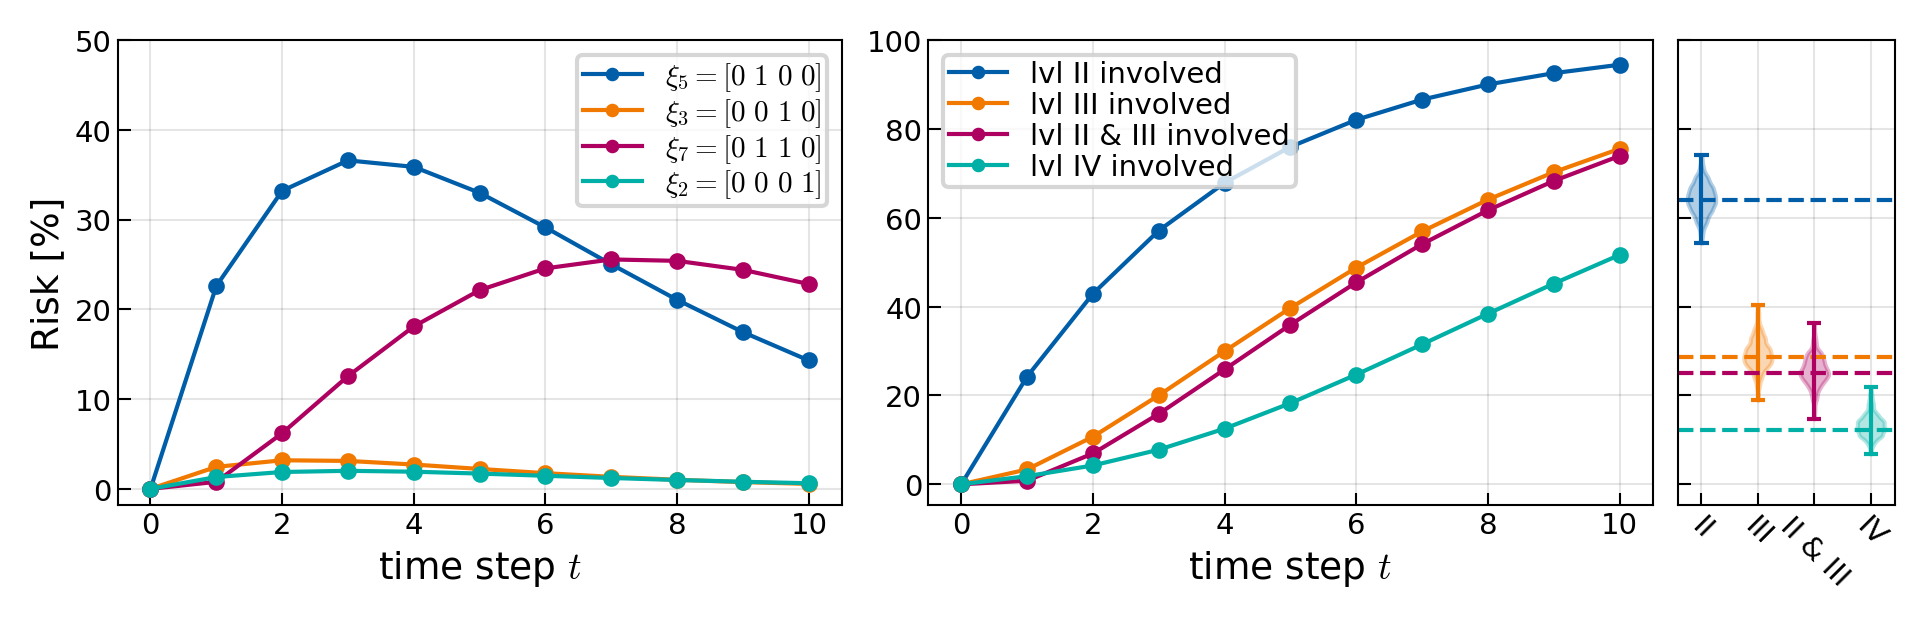 Risk [%]
50
40
30
20
10
0
ξ₅ = [0 1 0 0]
ξ₃ = [0 0 1 0]
ξ₇ = [0 1 1 0]
ξ₂ = [0 0 0 1]
0 2 4 6 8 10
time step t
100
80
60
40
20
0
lvl II involved
lvl III involved
lvl II & III involved
lvl IV involved
0 2 4 6 8 10
time step t
II
III
II & III
IV